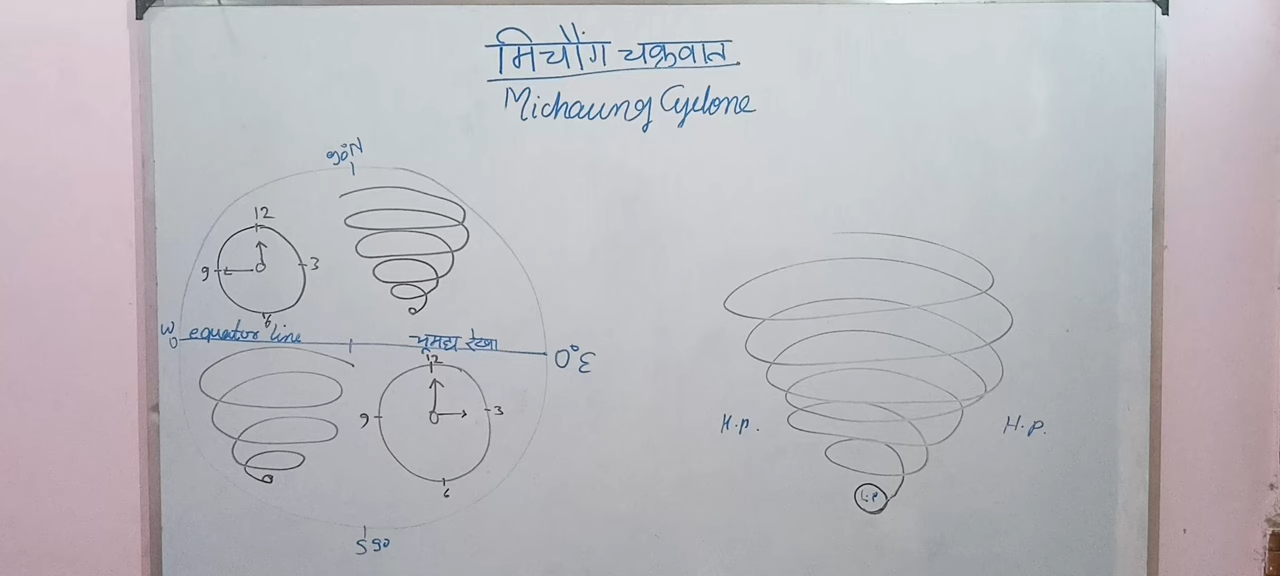 मिचौंग चक्रवात
Michaung Cyclone
90°N
12
9
3
6
W
0
equator line
भूमध्य रेखा
0°E
12
9
3
6
S 90
H.P.
H.P.
L.P